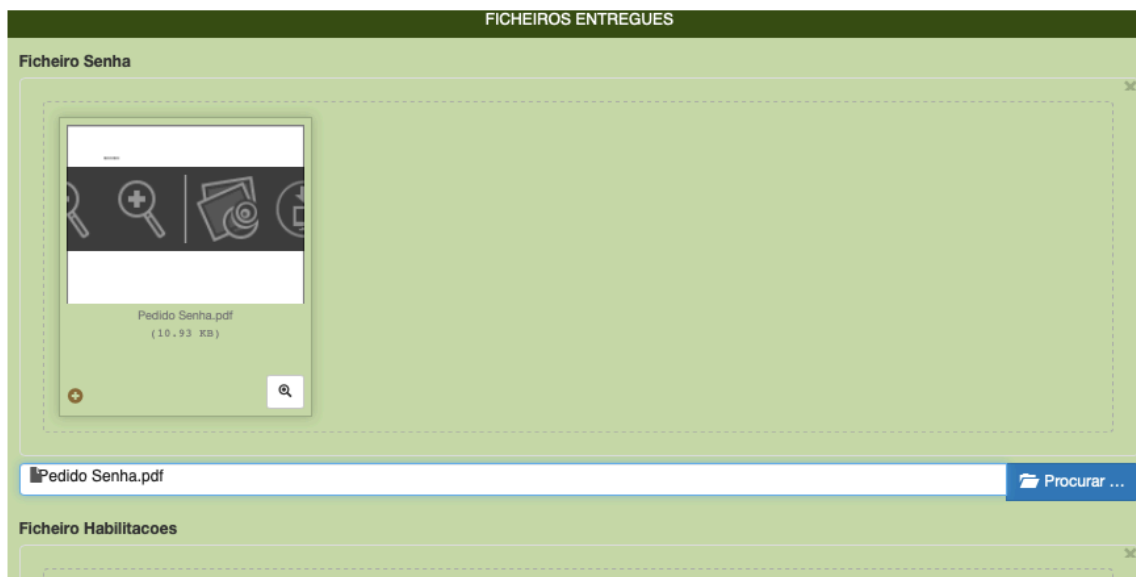 FICHEIROS ENTREGUES
Ficheiro Senha
Pedido Senha.pdf
(10.93 KB)
Pedido Senha.pdf
Procurar ...
Ficheiro Habilitacoes